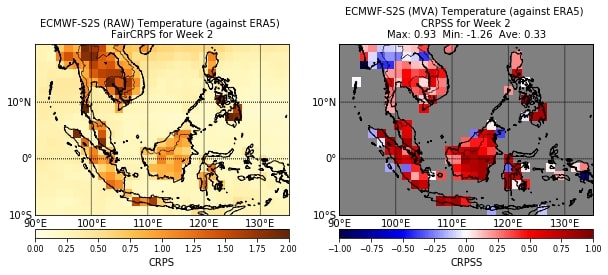 ECMWF-S2S (RAW) Temperature (against ERA5)
FairCRPS for Week 2
10°N
0°
10°S
90°E 100°E 110°E 120°E 130°E
0.00 0.25 0.50 0.75 1.00 1.25 1.50 1.75 2.00
CRPS
ECMWF-S2S (MVA) Temperature (against ERA5)
CRPSS for Week 2
Max: 0.93 Min: -1.26 Ave: 0.33
10°N
0°
10°S
90°E 100°E 110°E 120°E 130°E
−1.00 −0.75 −0.50 −0.25 0.00 0.25 0.50 0.75 1.00
CRPSS